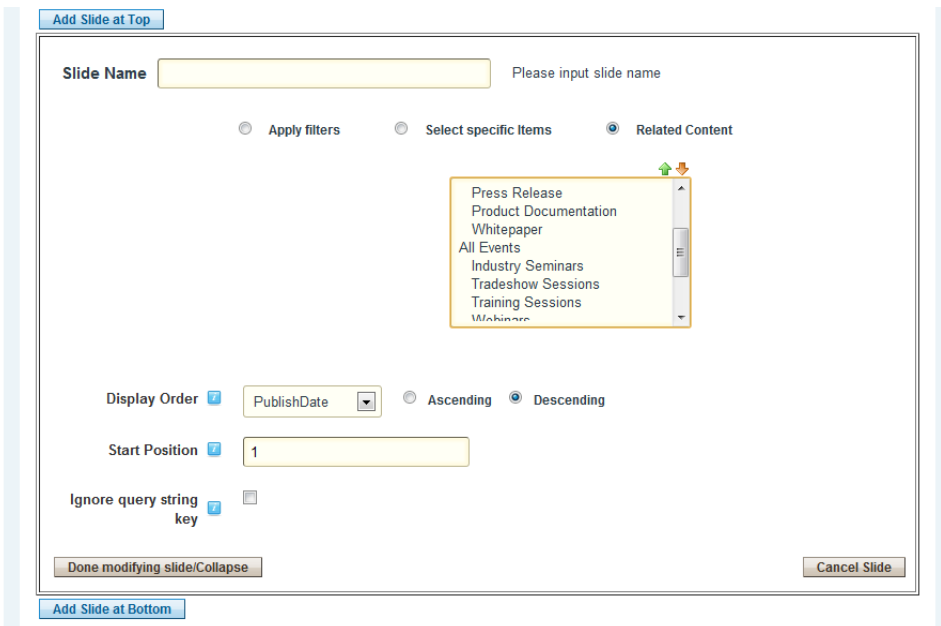 Add Slide at Top
Slide Name Please input slide name
Apply filters Select specific Items Related Content
Press Release
Product Documentation
Whitepaper
All Events
Industry Seminars
Tradeshow Sessions
Training Sessions
Webinars
Display Order PublishDate Ascending Descending
Start Position 1
Ignore query string
key
Done modifying slide/Collapse Cancel Slide
Add Slide at Bottom